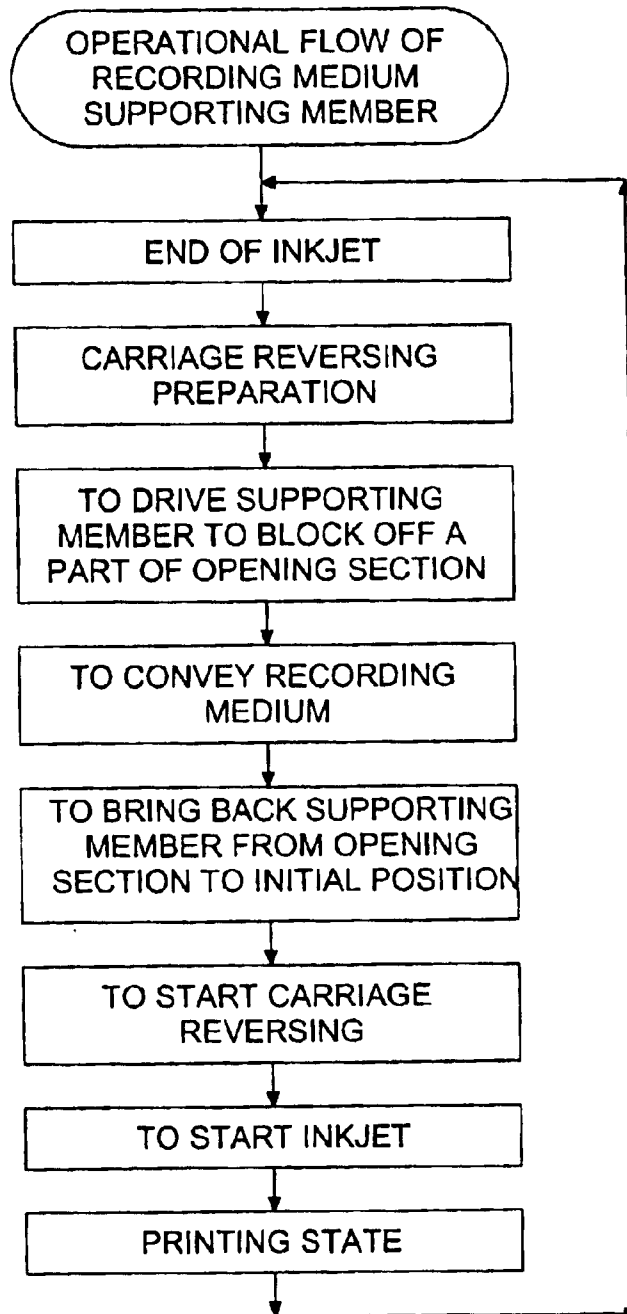 OPERATIONAL FLOW OF
RECORDING MEDIUM
SUPPORTING MEMBER
END OF INKJET
CARRIAGE REVERSING
PREPARATION
TO DRIVE SUPPORTING
MEMBER TO BLOCK OFF A
PART OF OPENING SECTION
TO CONVEY RECORDING
MEDIUM
TO BRING BACK SUPPORTING
MEMBER FROM OPENING
SECTION TO INITIAL POSITION
TO START CARRIAGE
REVERSING
TO START INKJET
PRINTING STATE